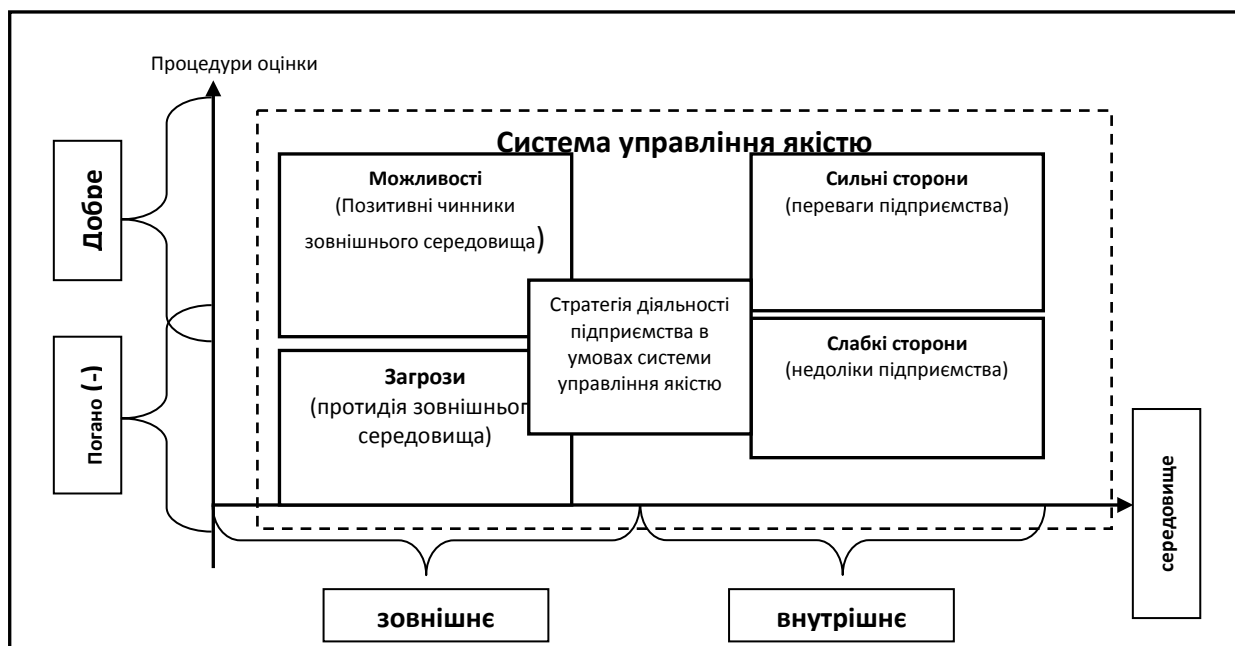 Процедури оцінки
Система управління якістю
Добре
Погано (-)
Можливості
(Позитивні чинники
зовнішнього середовища)
Сильні сторони
(переваги підприємства)
Стратегія діяльності
підприємства в
умовах системи
управління якістю
Загрози
(протидія зовнішньог
середовища)
Слабкі сторони
(недоліки підприємства)
середовище
зовнішнє
внутрішнє